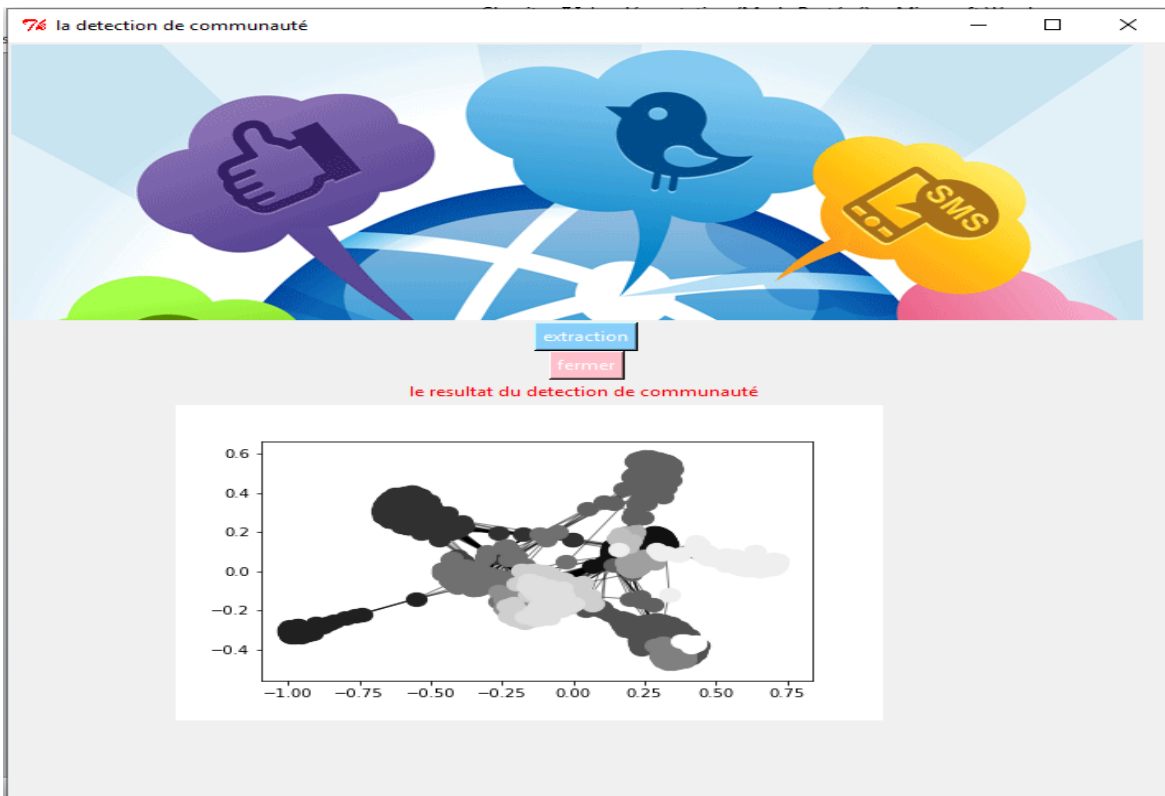 la detection de communauté
SMS
extraction
fermer
le resultat du detection de communauté
0.6
0.4
0.2
0.0
−0.2
−0.4
−1.00 −0.75 −0.50 −0.25 0.00 0.25 0.50 0.75